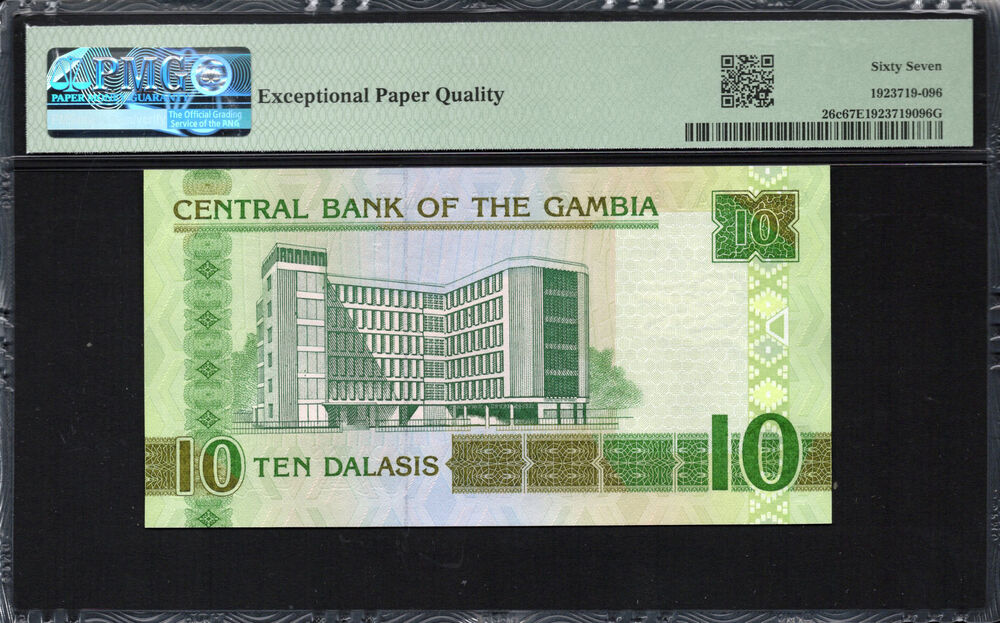 PMG
PAPER MONEY GUARANTY
The Official Grading
Service of the PNG
Exceptional Paper Quality
Sixty Seven
1923719-096
26c67E1923719096G
CENTRAL BANK OF THE GAMBIA
10
10
TEN DALASIS
10